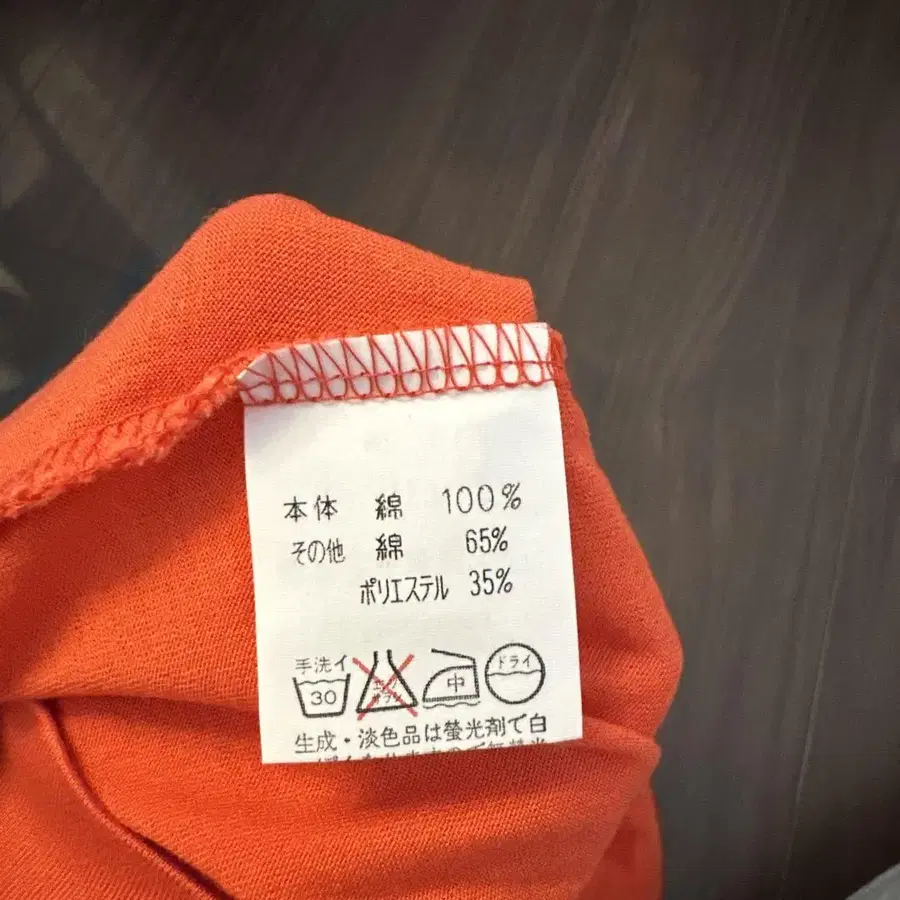 本体 綿 100%
その他 綿 65%
ポリエステル 35%
手洗イ
30
中
ドライ
生成・淡色品は螢光剤で白